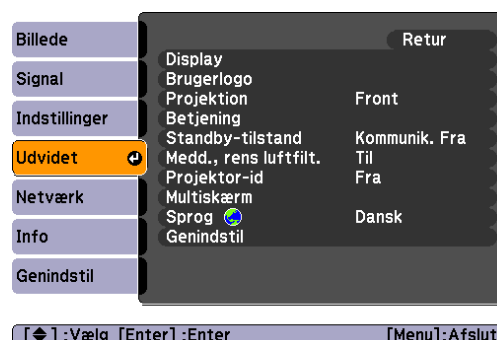 Billede
Signal
Indstillinger
Udvidet
Netværk
Info
Genindstil
Retur
Display
Brugerlogo
Projektion Front
Betjening
Standby-tilstand Kommunik. Fra
Medd., rens luftfilt. Til
Projektor-id Fra
Multiskærm
Sprog Dansk
Genindstil
[ ]:Vælg [Enter]:Enter [Menu]:Afslut